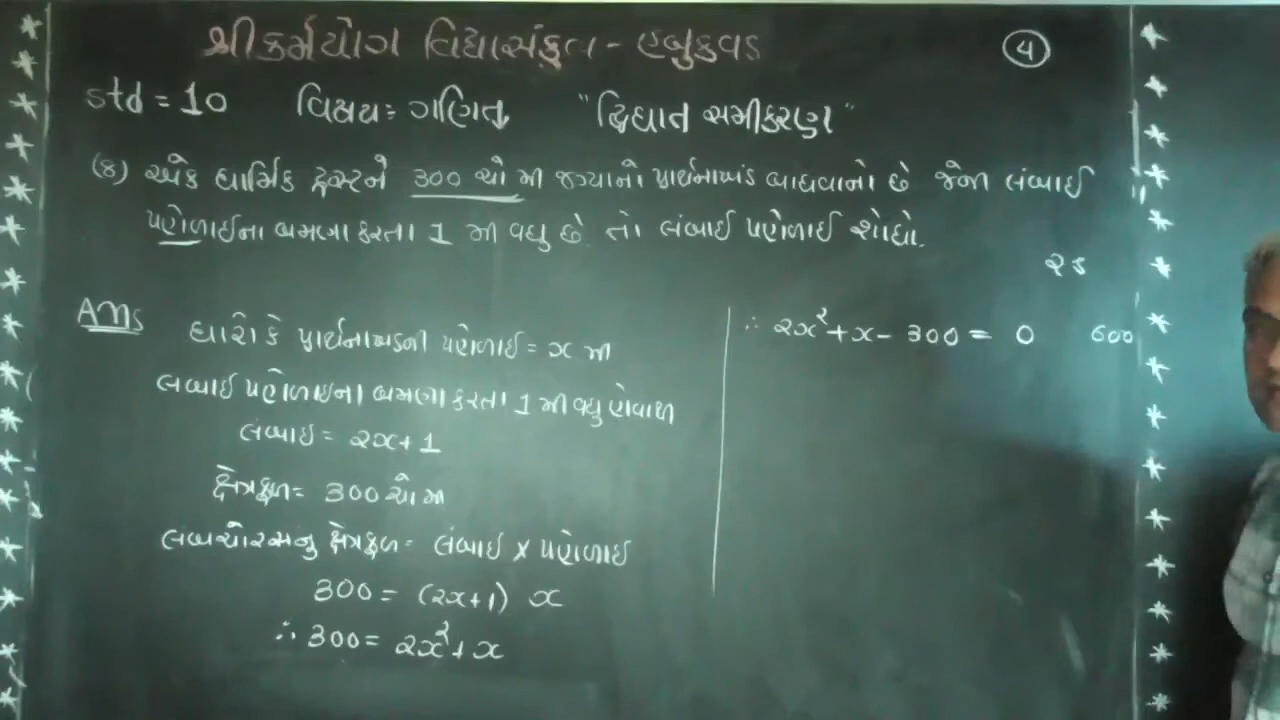 શ્રી કર્મયોગ વિદ્યાસંકુલ - હબુકવડ
4
std = 10 વિષય: ગણિત "દ્વિઘાત સમીકરણ"
(૪) એક ધાર્મિક ટ્રસ્ટને 300 ચો મી જગ્યાનો પ્રાર્થનાખંડ બાંધવાનો છે જેની લંબાઈ
પહોળાઈના બમણા કરતા 1 મી વધુ છે. તો લંબાઈ પહોળાઈ શોધો.
Ans
ધારો કે પ્રાર્થનાખંડની પહોળાઈ = x મી
લંબાઈ પહોળાઈના બમણા કરતા 1 મી વધુ હોવાથી
લંબાઈ = 2x+1
ક્ષેત્રફળ = 300 ચો મી
લંબચોરસનુ ક્ષેત્રફળ = લંબાઈ x પહોળાઈ
300 = (2x+1) x
∴ 300 = 2x² + x
∴ 2x² + x - 300 = 0 600